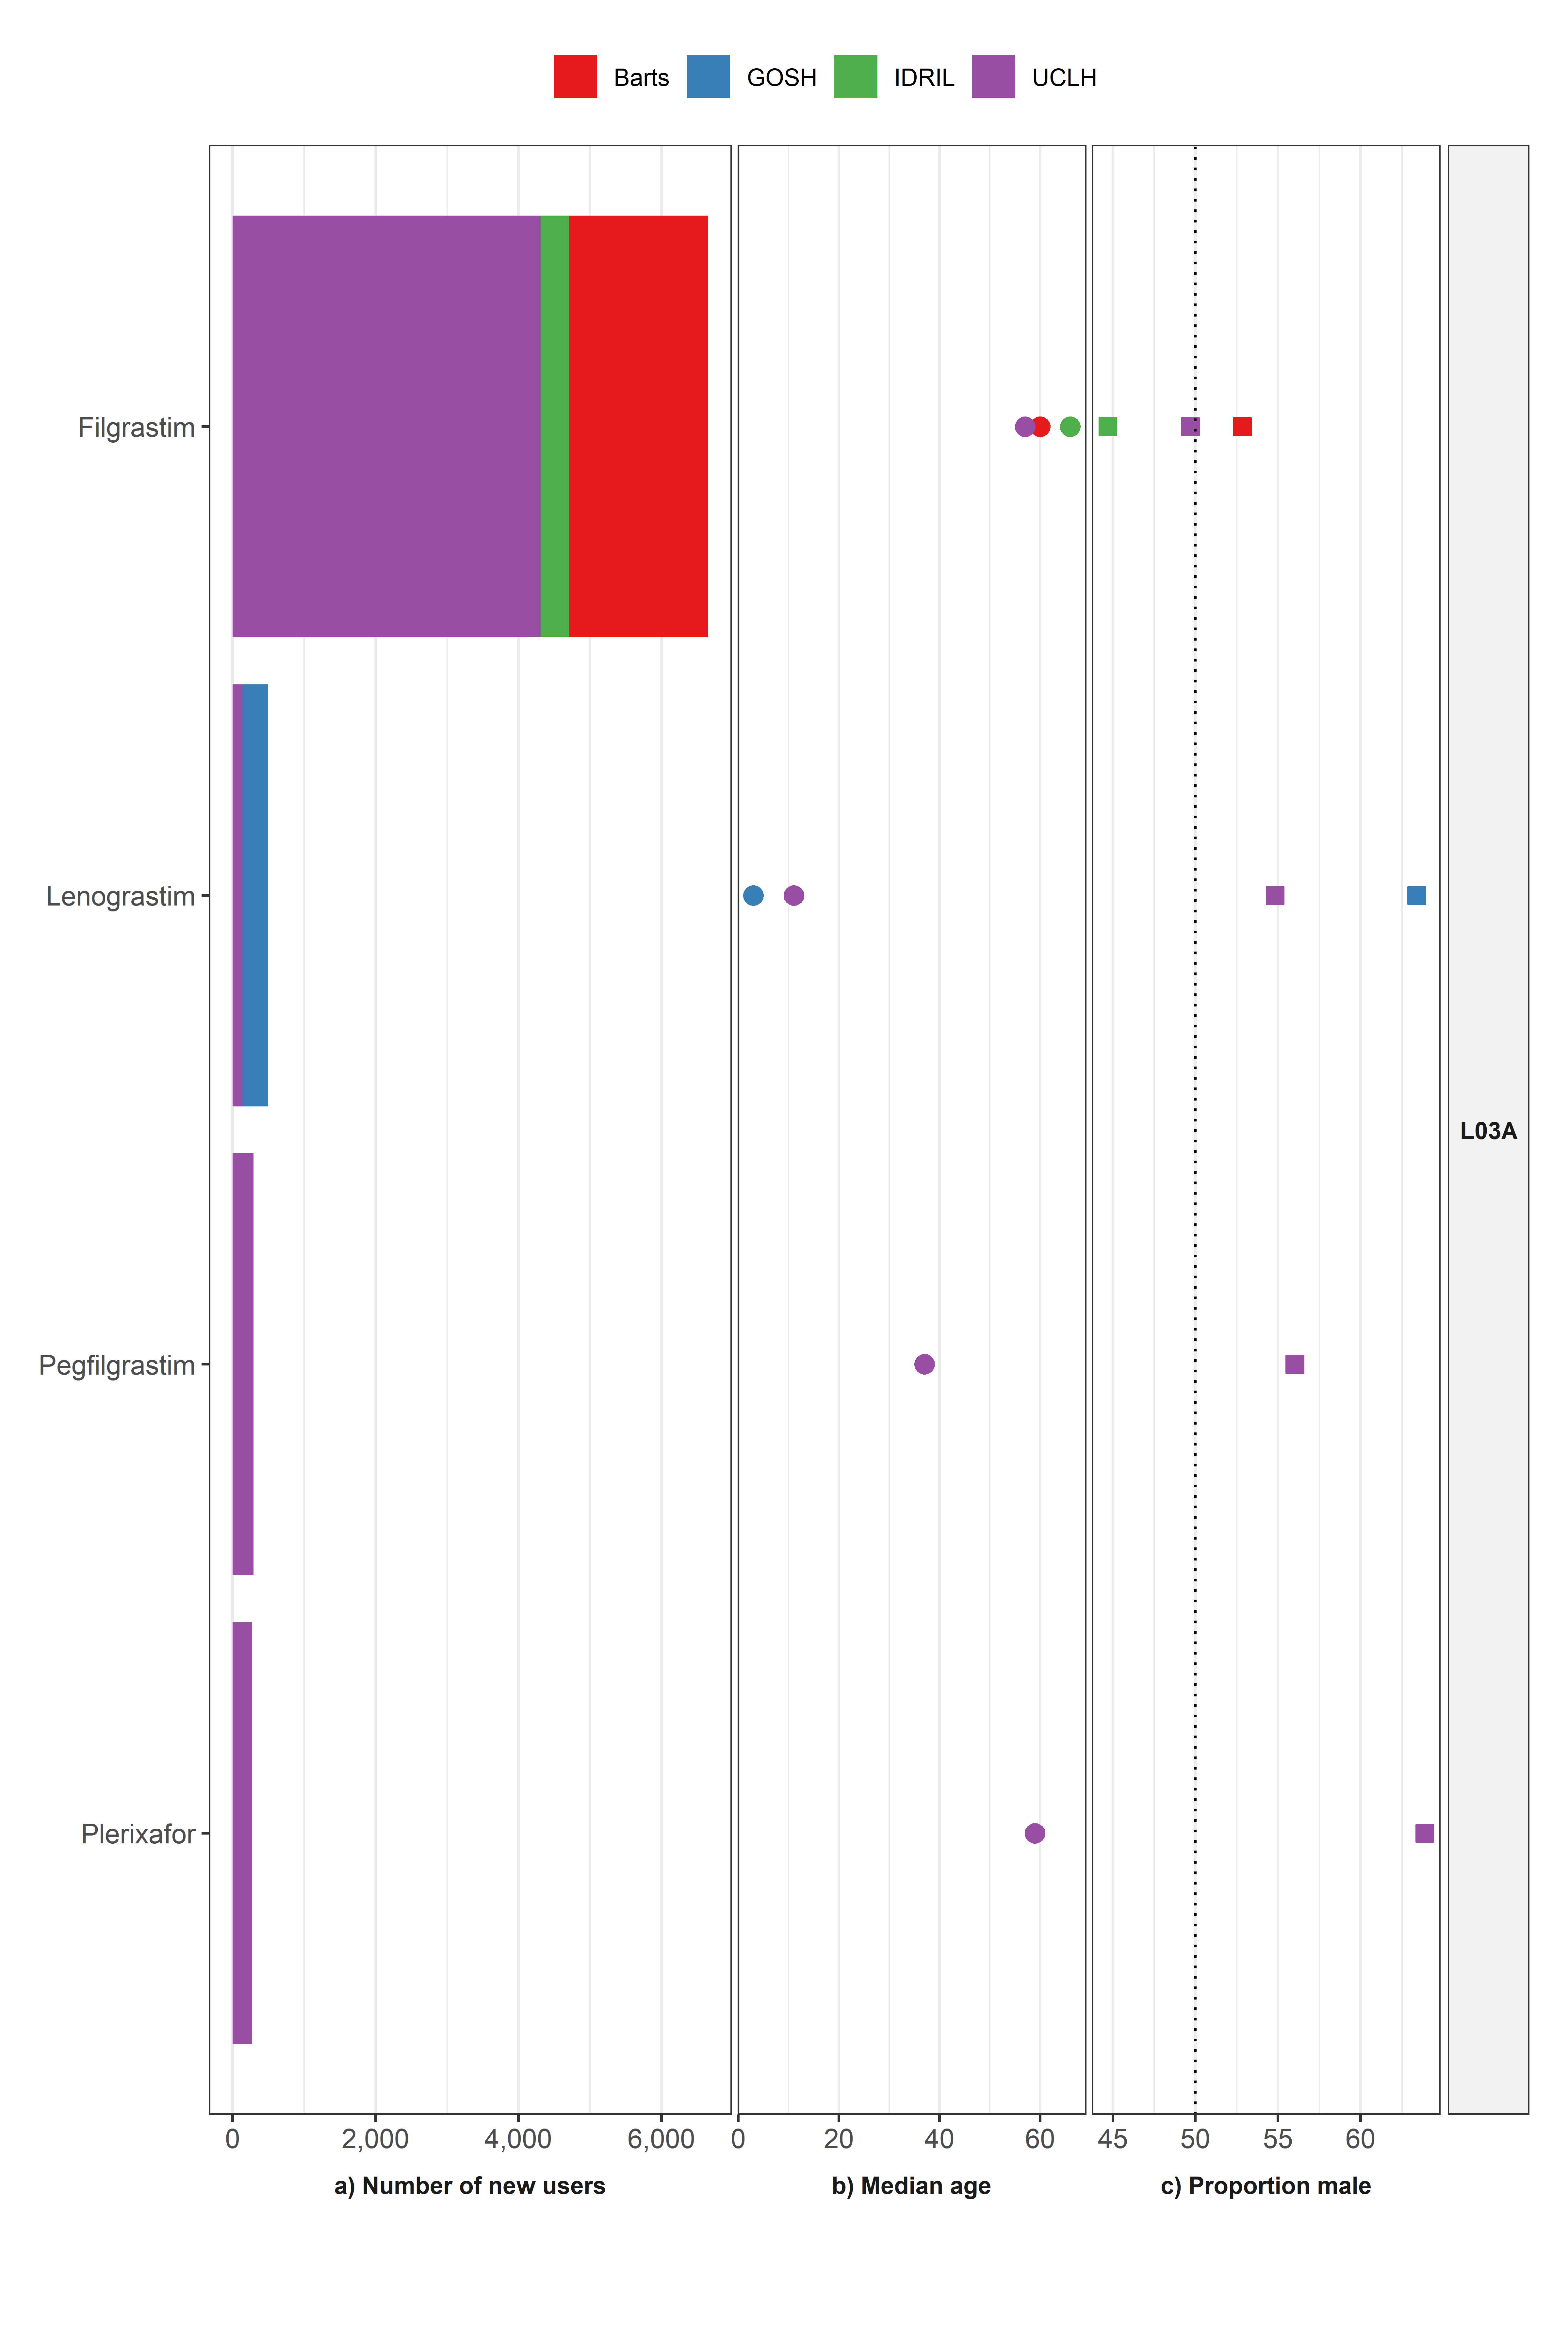 Barts GOSH IDRIL UCLH
Filgrastim
Lenograstim
Pegfilgrastim
Plerixafor
L03A
0 2,000 4,000 6,000 0 20 40 60 45 50 55 60
a) Number of new users b) Median age c) Proportion male